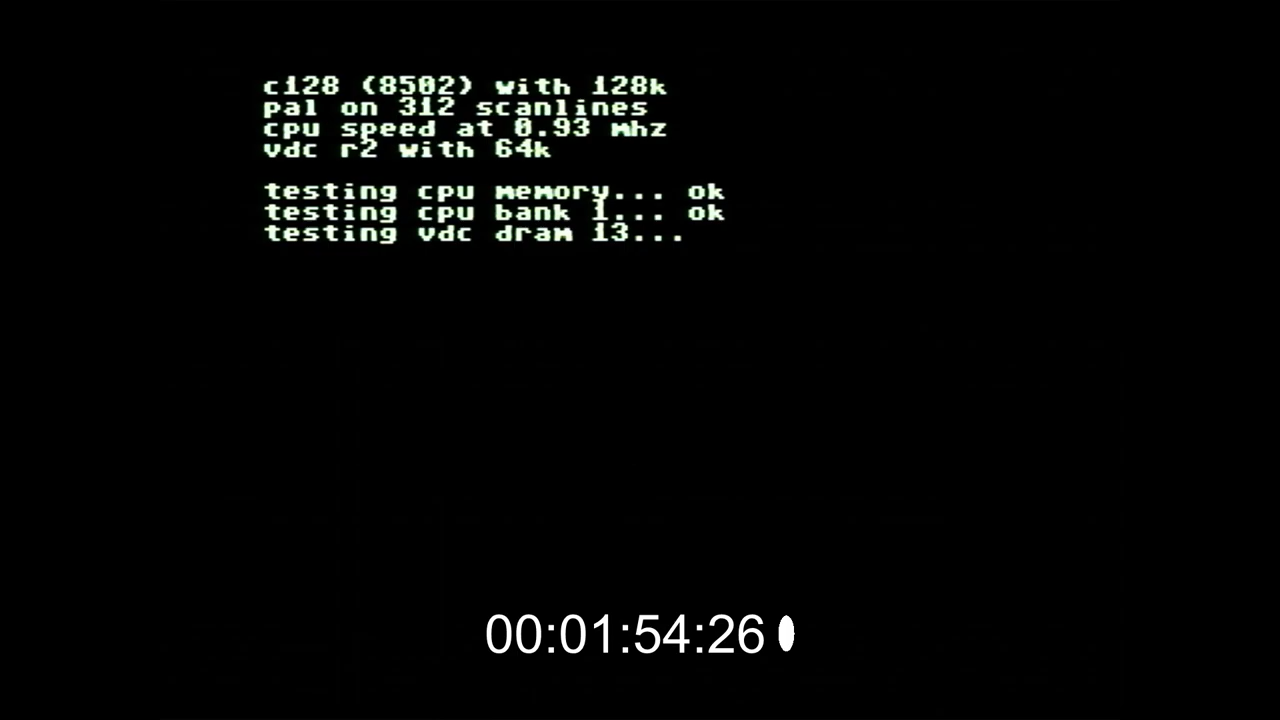 c128 (8502) with 128k
pal on 312 scanlines
cpu speed at 0.93 mhz
vdc r2 with 64k
testing cpu memory... ok
testing cpu bank 1... ok
testing vdc dram 13...
00:01:54:26